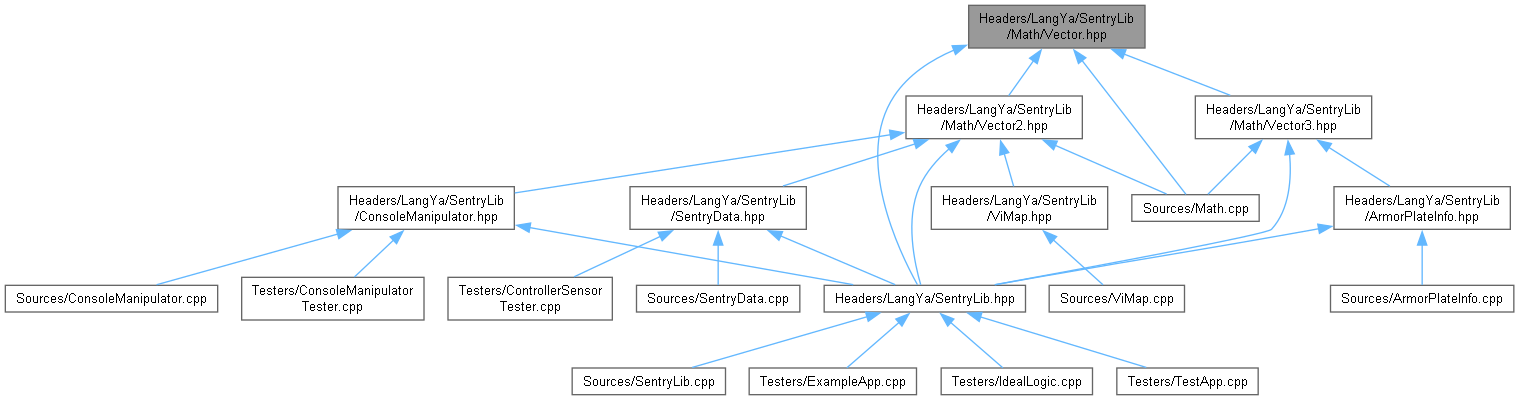 Headers/LangYa/SentryLib
/Math/Vector.hpp
Headers/LangYa/SentryLib
/Math/Vector2.hpp
Headers/LangYa/SentryLib
/Math/Vector3.hpp
Headers/LangYa/SentryLib
/ConsoleManipulator.hpp
Headers/LangYa/SentryLib
/SentryData.hpp
Headers/LangYa/SentryLib
/ViMap.hpp
Sources/Math.cpp
Headers/LangYa/SentryLib
/ArmorPlateInfo.hpp
Sources/ConsoleManipulator.cpp
Testers/ConsoleManipulator
Tester.cpp
Testers/ControllerSensor
Tester.cpp
Sources/SentryData.cpp
Headers/LangYa/SentryLib.hpp
Sources/ViMap.cpp
Sources/ArmorPlateInfo.cpp
Sources/SentryLib.cpp
Testers/ExampleApp.cpp
Testers/IdealLogic.cpp
Testers/TestApp.cpp